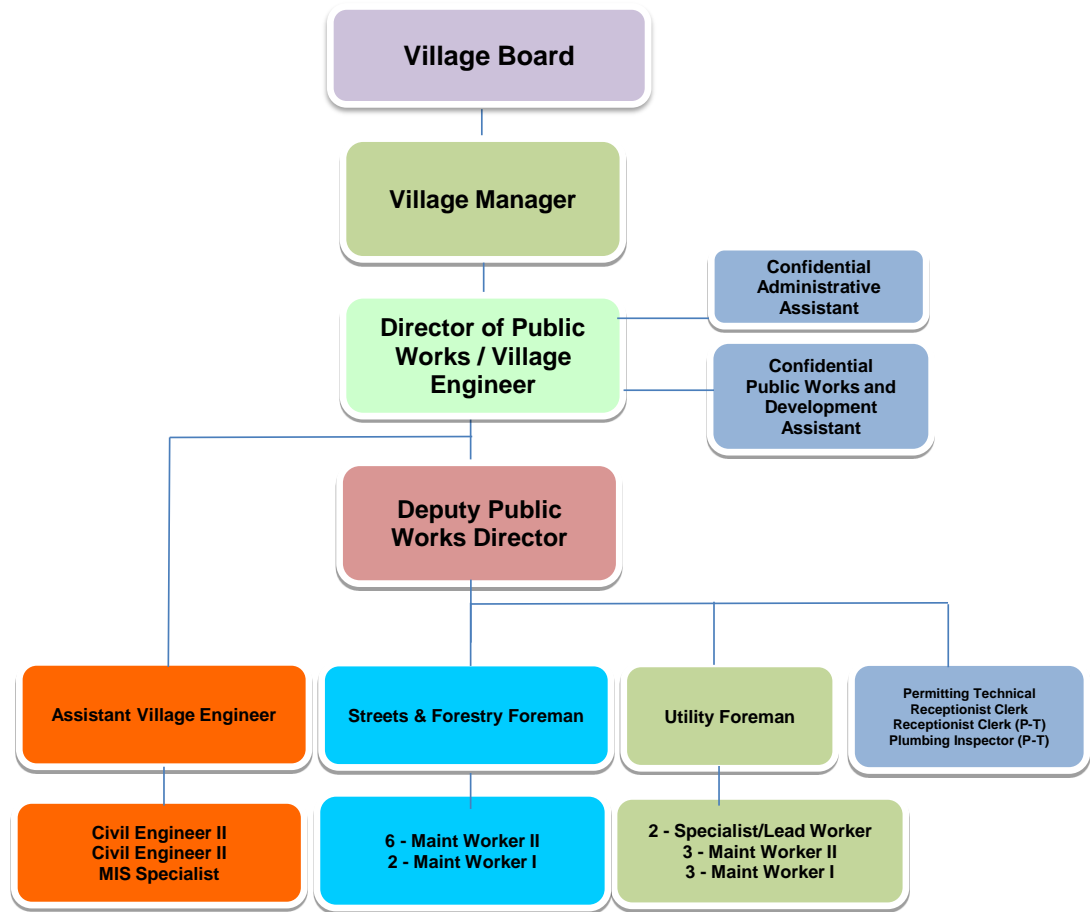 Village Board
Village Manager
Confidential
Administrative
Assistant
Director of Public
Works / Village
Engineer
Confidential
Public Works and
Development
Assistant
Deputy Public
Works Director
Assistant Village Engineer
Streets & Forestry Foreman
Utility Foreman
Permitting Technical
Receptionist Clerk
Receptionist Clerk (P-T)
Plumbing Inspector (P-T)
Civil Engineer II
Civil Engineer II
MIS Specialist
6 - Maint Worker II
2 - Maint Worker I
2 - Specialist/Lead Worker
3 - Maint Worker II
3 - Maint Worker I